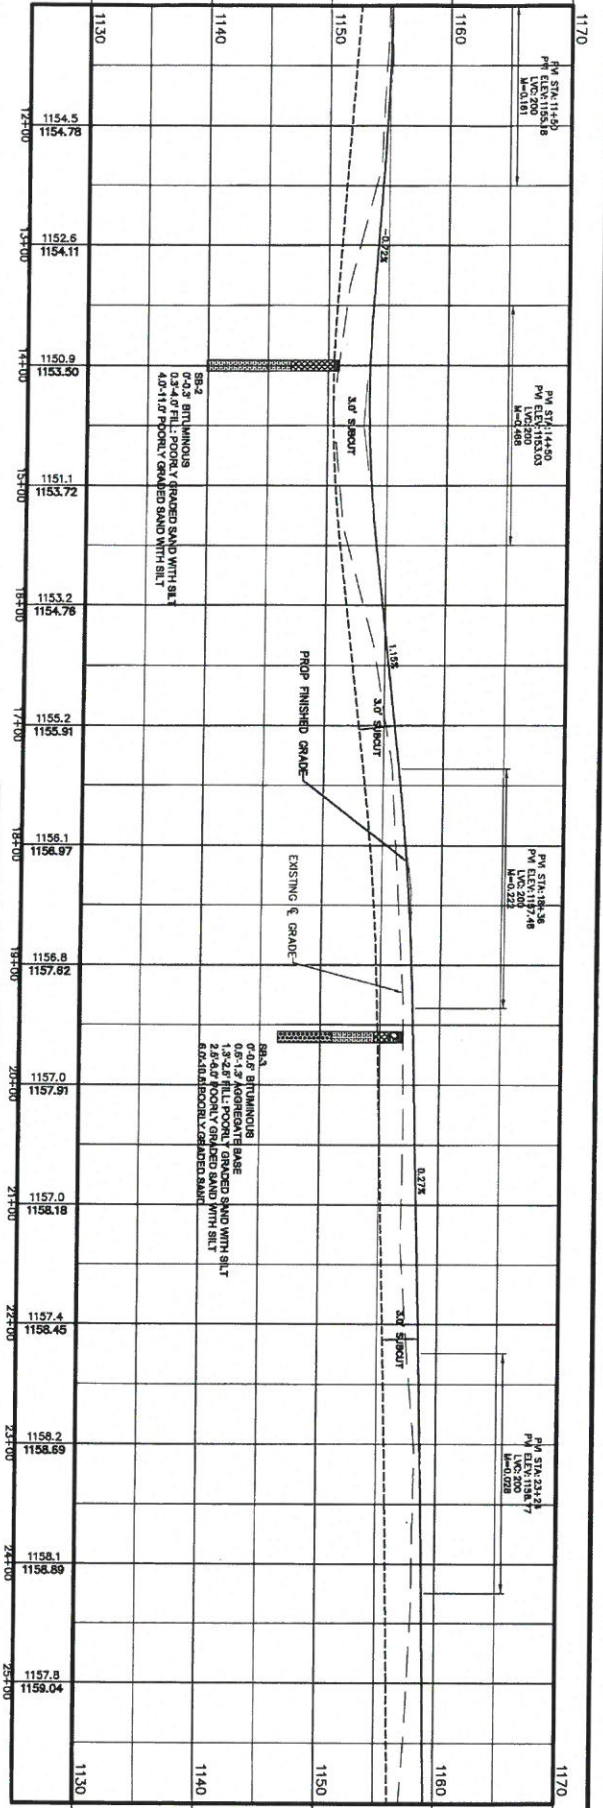 1170
1160
1150
1140
1130
PVI STA: 11+50
PVI ELEV: 1155.18
LVC: 200
M=0.161
PVI STA: 14+50
PVI ELEV: 1153.03
LVC: 200
M=0.468
PVI STA: 18+36
PVI ELEV: 1157.46
LVC: 200
M=0.222
PVI STA: 23+24
PVI ELEV: 1158.77
LVC: 200
M=0.028
-0.72%
1.15%
0.27%
3.0' SUBCUT
3.0' SUBCUT
3.0' SUBCUT
PROP FINISHED GRADE
EXISTING ℄ GRADE
SB-2
0'-0.3' BITUMINOUS
0.3'-4.0' FILL: POORLY GRADED SAND WITH SILT
4.0'-11.0' POORLY GRADED SAND WITH SILT
SB-3
0'-0.6' BITUMINOUS
0.6'-1.3' AGGREGATE BASE
1.3'-2.5' FILL: POORLY GRADED SAND WITH SILT
2.5'-6.0' POORLY GRADED SAND WITH SILT
6.0'-10.5' POORLY GRADED SAND
1170
1160
1150
1140
1130
1154.5
1154.78
12+00
1152.6
1154.11
13+00
1150.9
1153.50
14+00
1151.1
1153.72
15+00
1153.2
1154.76
16+00
1155.2
1155.91
17+00
1156.1
1156.97
18+00
1156.8
1157.62
19+00
1157.0
1157.91
20+00
1157.0
1158.18
21+00
1157.4
1158.45
22+00
1158.2
1158.69
23+00
1158.1
1158.89
24+00
1157.8
1159.04
25+00